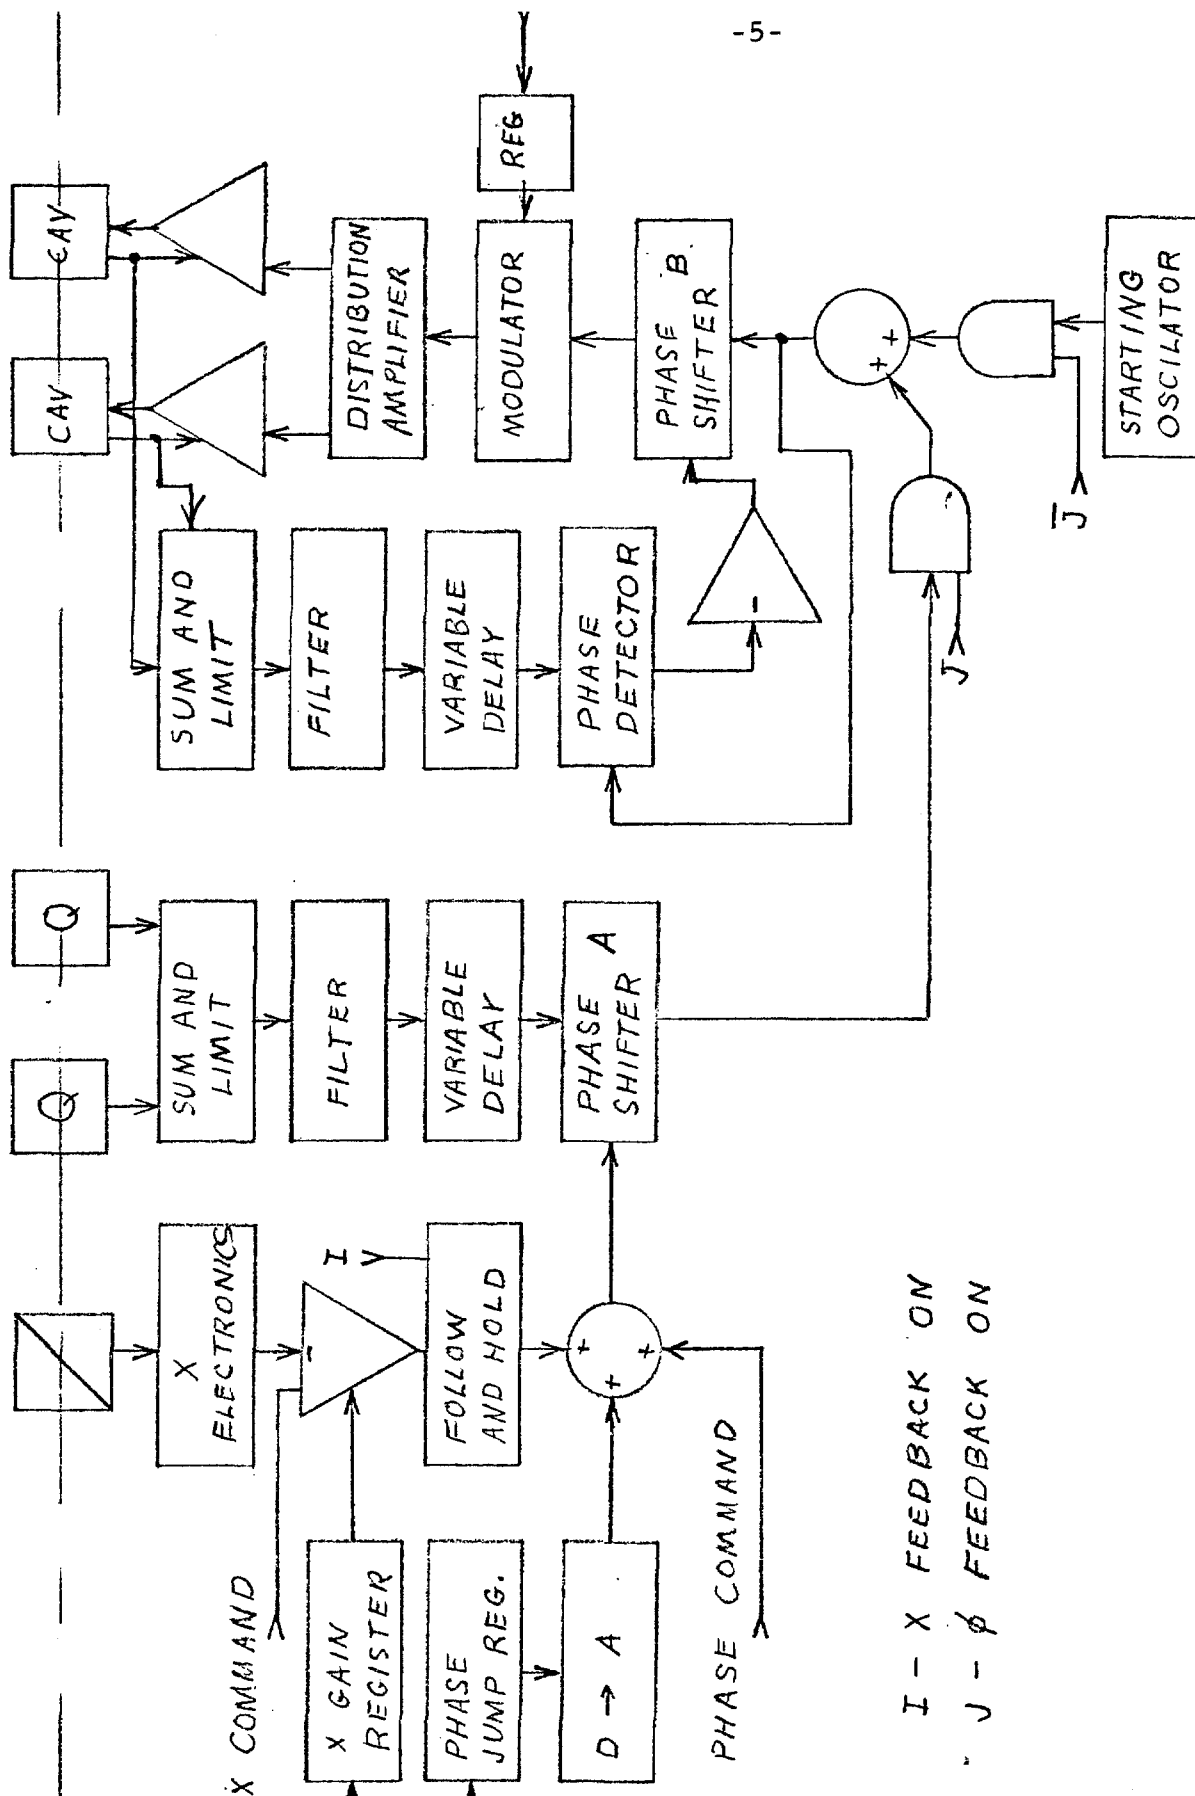 -5-
CAV
CAV
REG
DISTRIBUTION
AMPLIFIER
MODULATOR
PHASE B
SHIFTER
+
+
STARTING
OSCILATOR
J̅
J
SUM AND
LIMIT
FILTER
VARIABLE
DELAY
PHASE
DETECTOR
-
Q
Q
SUM AND
LIMIT
FILTER
VARIABLE
DELAY
PHASE A
SHIFTER
X
ELECTRONICS
-
I
FOLLOW
AND HOLD
+
+
+
X COMMAND
X GAIN
REGISTER
PHASE
JUMP REG.
D → A
PHASE COMMAND
I - X FEEDBACK ON
J - ϕ FEEDBACK ON